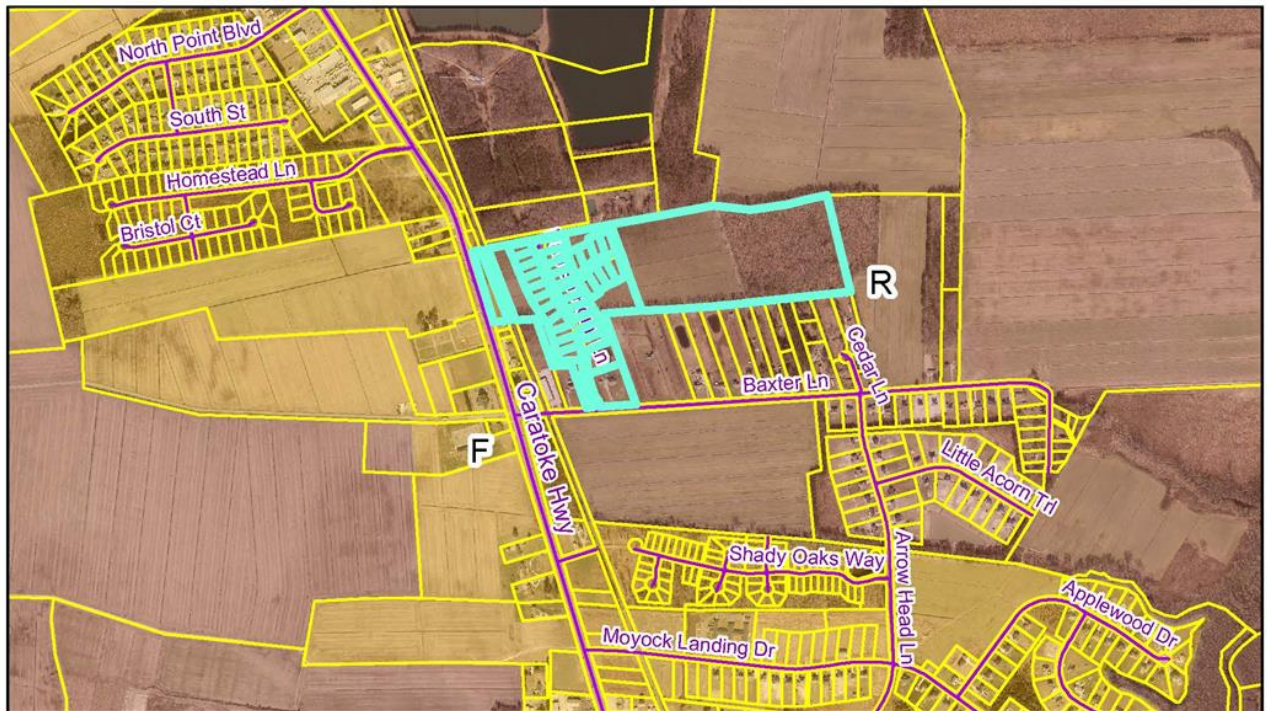 North Point Blvd
South St
Homestead Ln
Bristol Ct
R
Cedar Ln
Baxter Ln
Caratoke Hwy
F
Little Acorn Trl
Shady Oaks Way
Arrow Head Ln
Applewood Dr
Moyock Landing Dr